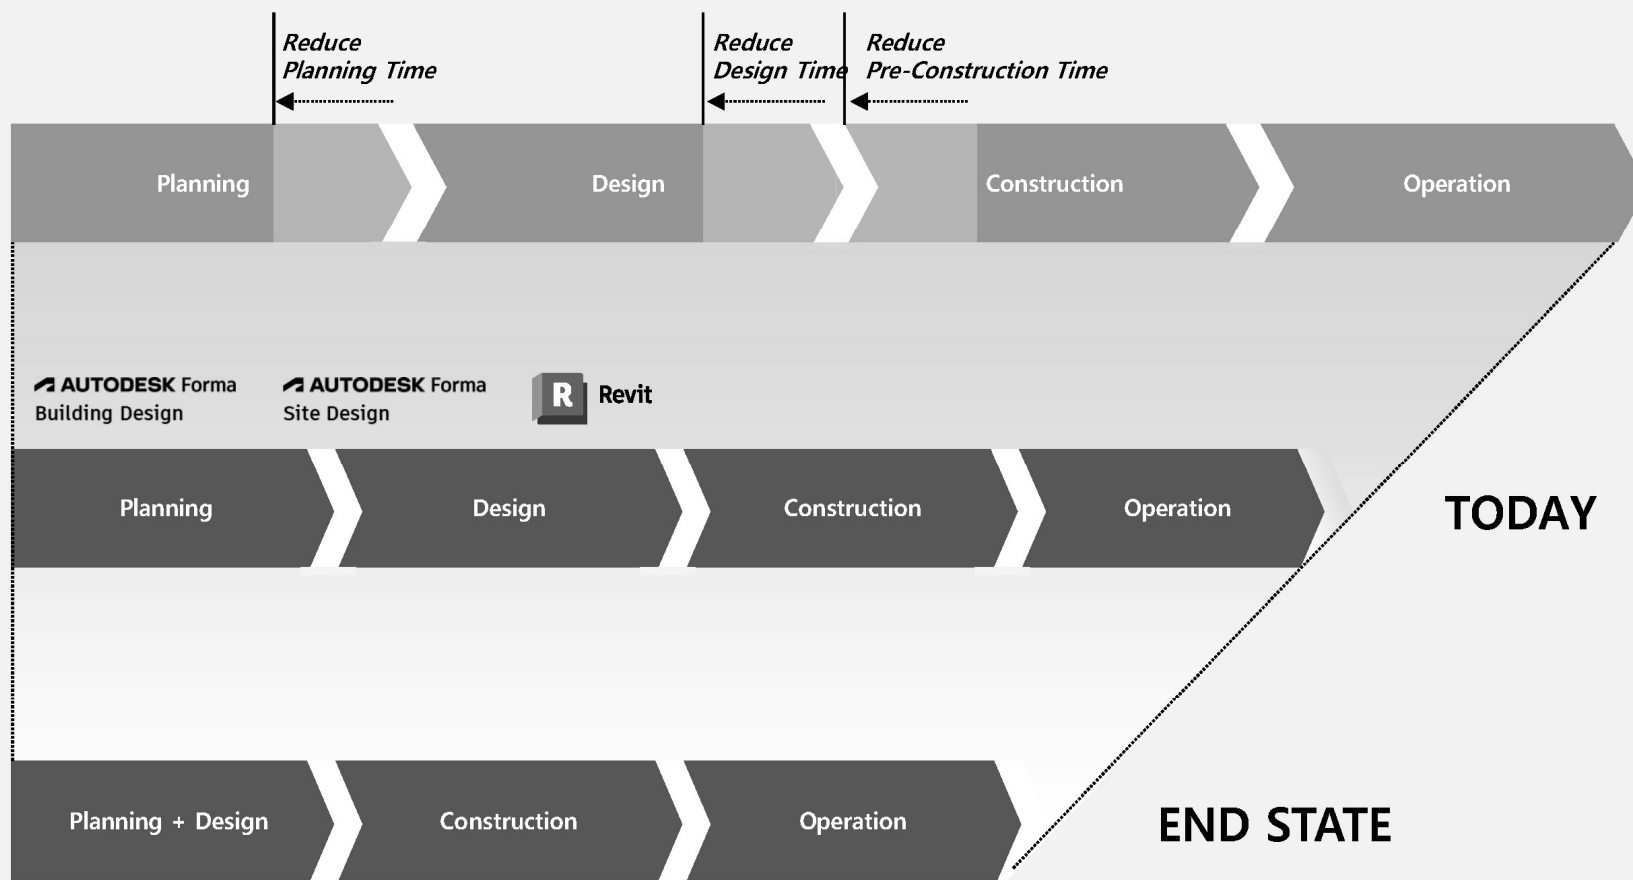 Reduce
Planning Time
Reduce
Design Time
Reduce
Pre-Construction Time
Planning
Design
Construction
Operation
AUTODESK Forma
Building Design
AUTODESK Forma
Site Design
R Revit
Planning
Design
Construction
Operation
TODAY
Planning + Design
Construction
Operation
END STATE